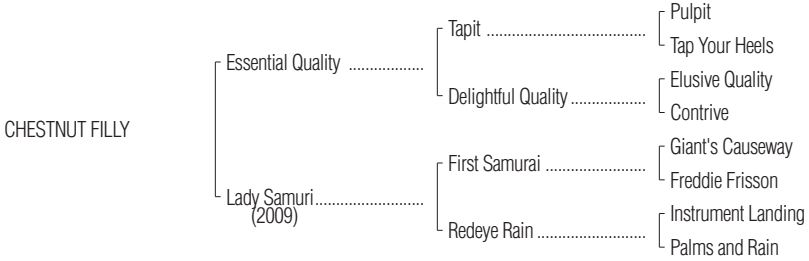 Pulpit
Tapit ......................................
Tap Your Heels
Essential Quality ..................
Elusive Quality
Delightful Quality..................
Contrive
CHESTNUT FILLY
Giant's Causeway
First Samurai ........................
Freddie Frisson
Lady Samuri..........................
(2009)
Instrument Landing
Redeye Rain ..........................
Palms and Rain